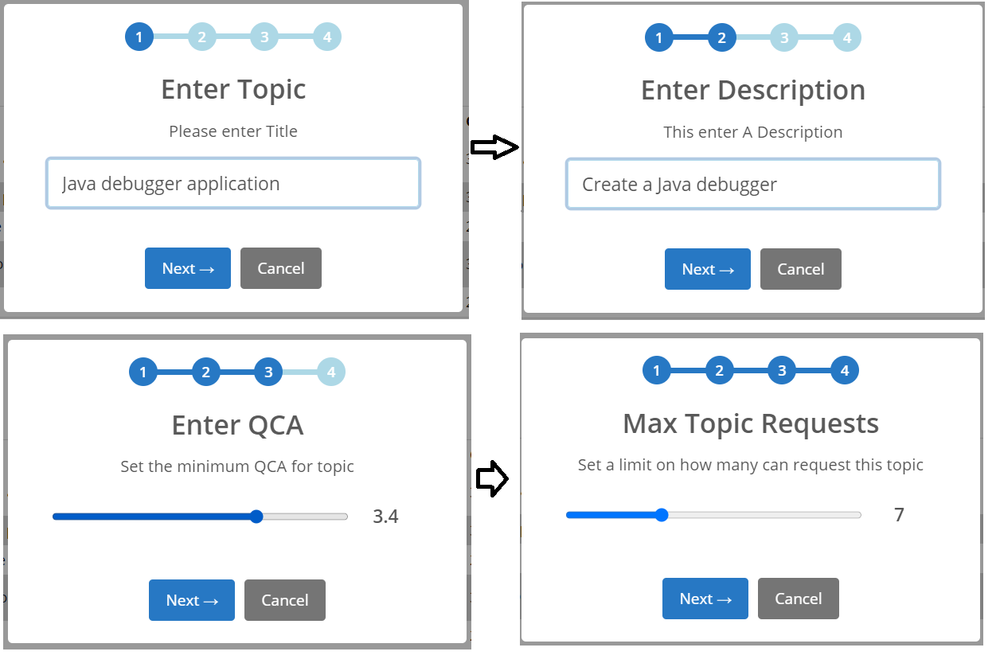 1 2 3 4
Enter Topic
Please enter Title
Java debugger application
Next → Cancel
1 2 3 4
Enter Description
This enter A Description
Create a Java debugger
Next → Cancel
1 2 3 4
Enter QCA
Set the minimum QCA for topic
3.4
Next → Cancel
1 2 3 4
Max Topic Requests
Set a limit on how many can request this topic
7
Next → Cancel